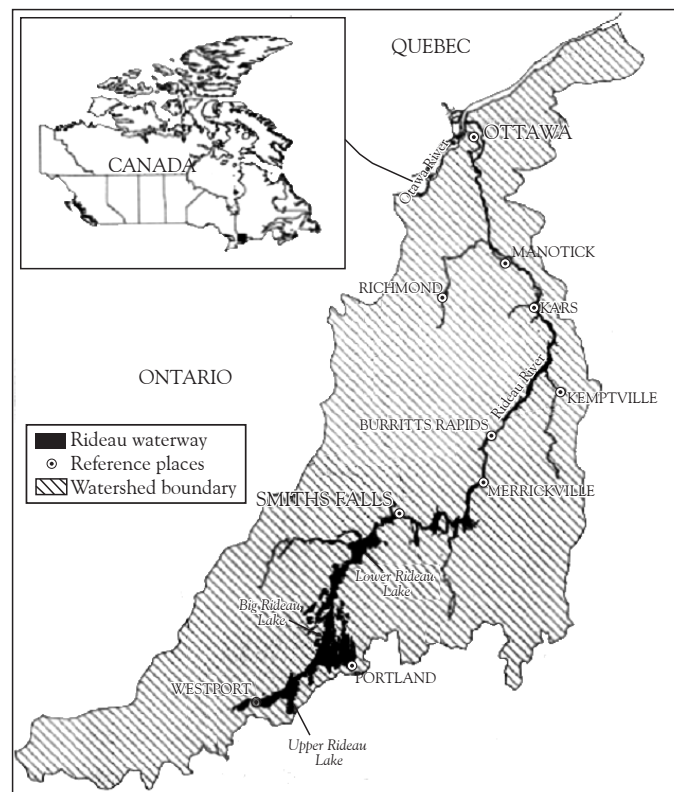 QUEBEC
CANADA
OTTAWA
Ottawa River
MANOTICK
RICHMOND
KARS
ONTARIO
Rideau River
KEMPTVILLE
BURRITTS RAPIDS
Rideau waterway
Reference places
Watershed boundary
MERRICKVILLE
SMITHS FALLS
Lower Rideau
Lake
Big Rideau
Lake
PORTLAND
WESTPORT
Upper Rideau
Lake